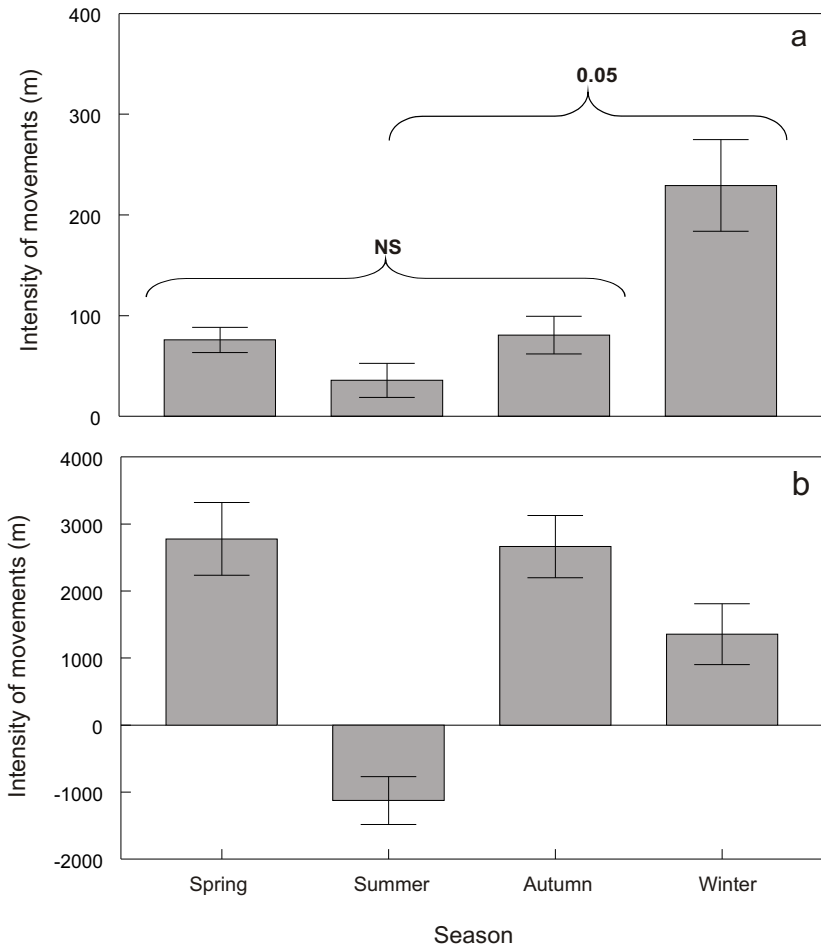 400
a
0.05
300
Intensity of movements (m)
200
NS
100
0
4000
b
3000
Intensity of movements (m)
2000
1000
0
-1000
-2000
Spring Summer Autumn Winter
Season